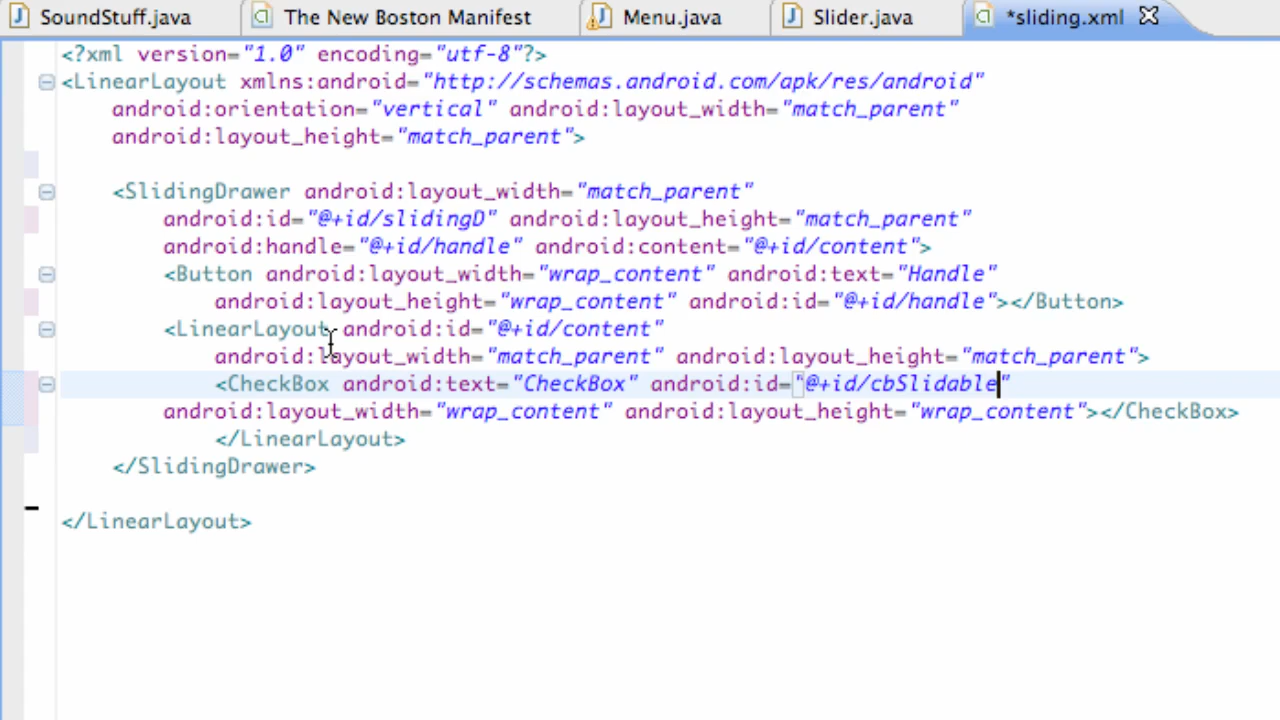 SoundStuff.java The New Boston Manifest Menu.java Slider.java *sliding.xml
<?xml version="1.0" encoding="utf-8"?>
<LinearLayout xmlns:android="http://schemas.android.com/apk/res/android"
android:orientation="vertical" android:layout_width="match_parent"
android:layout_height="match_parent">
<SlidingDrawer android:layout_width="match_parent"
android:id="@+id/slidingD" android:layout_height="match_parent"
android:handle="@+id/handle" android:content="@+id/content">
<Button android:layout_width="wrap_content" android:text="Handle"
android:layout_height="wrap_content" android:id="@+id/handle"></Button>
<LinearLayout android:id="@+id/content"
android:layout_width="match_parent" android:layout_height="match_parent">
<CheckBox android:text="CheckBox" android:id="@+id/cbSlidable"
android:layout_width="wrap_content" android:layout_height="wrap_content"></CheckBox>
</LinearLayout>
</SlidingDrawer>
</LinearLayout>